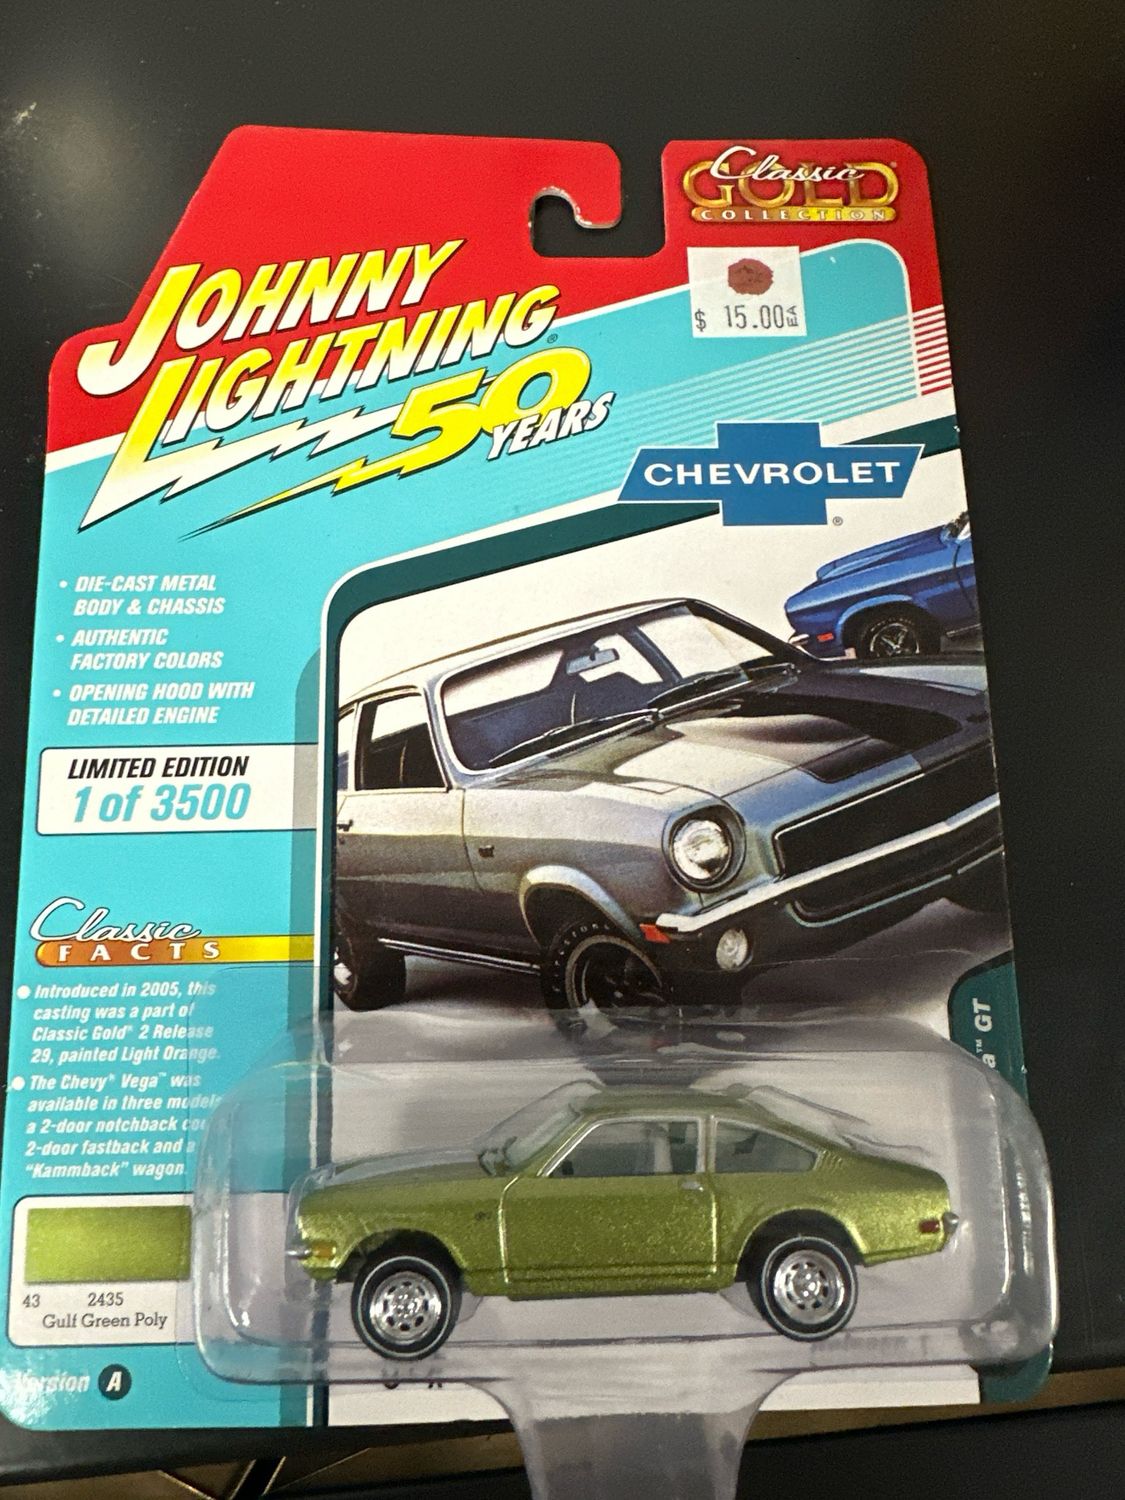 Classic
GOLD
COLLECTION
$ 15.00 EA
JOHNNY
LIGHTNING®
50
YEARS
CHEVROLET
®
• DIE-CAST METAL
BODY & CHASSIS
• AUTHENTIC
FACTORY COLORS
• OPENING HOOD WITH
DETAILED ENGINE
LIMITED EDITION
1 of 3500
Classic
FACTS
Introduced in 2005, this
casting was a part of
Classic Gold® 2 Release
29, painted Light Orange.
The Chevy® Vega™ was
available in three models
a 2-door notchback
2-door fastback and a
"Kammback" wagon.
GT
43 2435
Gulf Green Poly
Version A